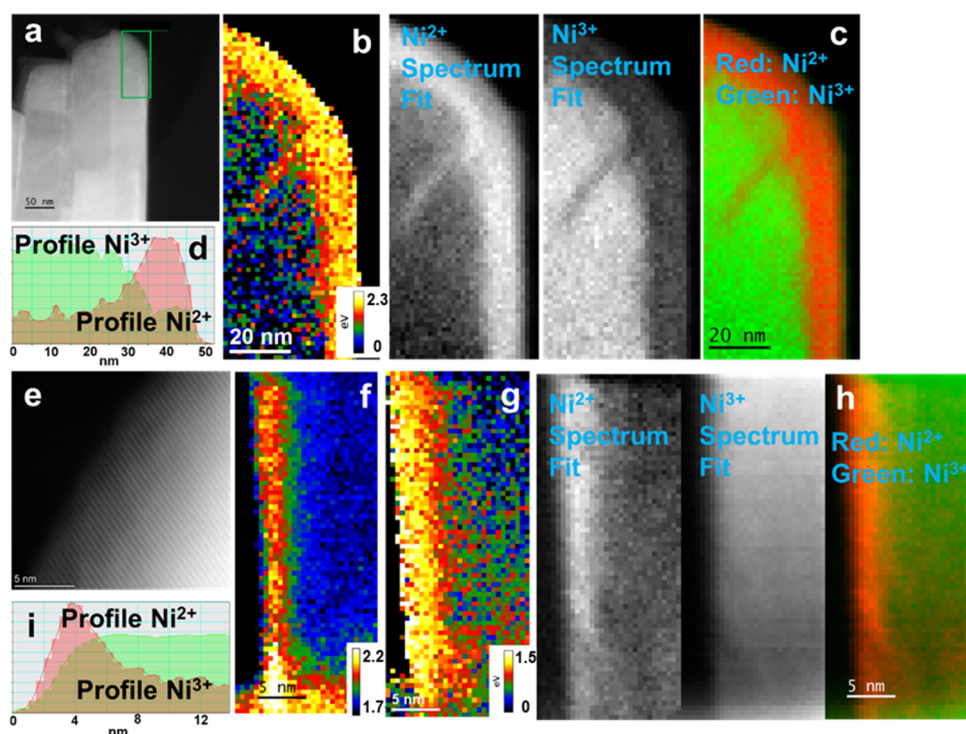 a
50 nm
b
20 nm
2.3
eV
0
Ni2+
Spectrum
Fit
Ni3+
Spectrum
Fit
c
Red: Ni2+
Green: Ni3+
20 nm
Profile Ni3+
d
Profile Ni2+
0 10 20 30 40 50
nm
e
5 nm
f
5 nm
2.2
1.7
g
5 nm
1.5
eV
0
Ni2+
Spectrum
Fit
Ni3+
Spectrum
Fit
h
Red: Ni2+
Green: Ni3+
5 nm
i
Profile Ni2+
Profile Ni3+
0 4 8 12
nm